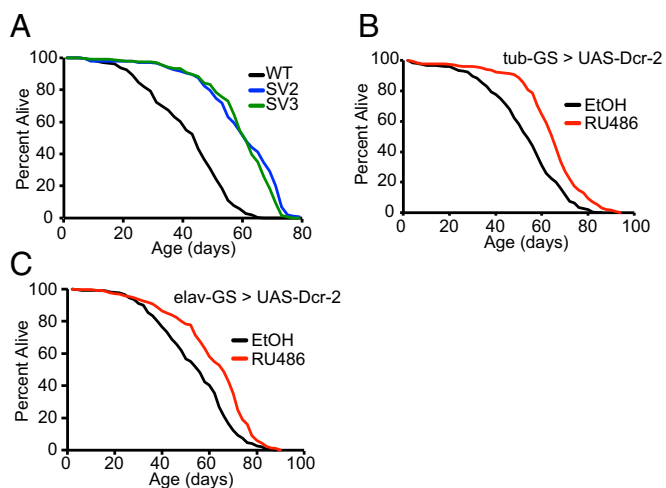 A
100
80
60
40
20
0
Percent Alive
0 20 40 60 80
Age (days)
WT
SV2
SV3
B
tub-GS > UAS-Dcr-2
100
80
60
40
20
0
Percent Alive
0 20 40 60 80 100
Age (days)
EtOH
RU486
C
elav-GS > UAS-Dcr-2
100
80
60
40
20
0
Percent Alive
0 20 40 60 80 100
Age (days)
EtOH
RU486